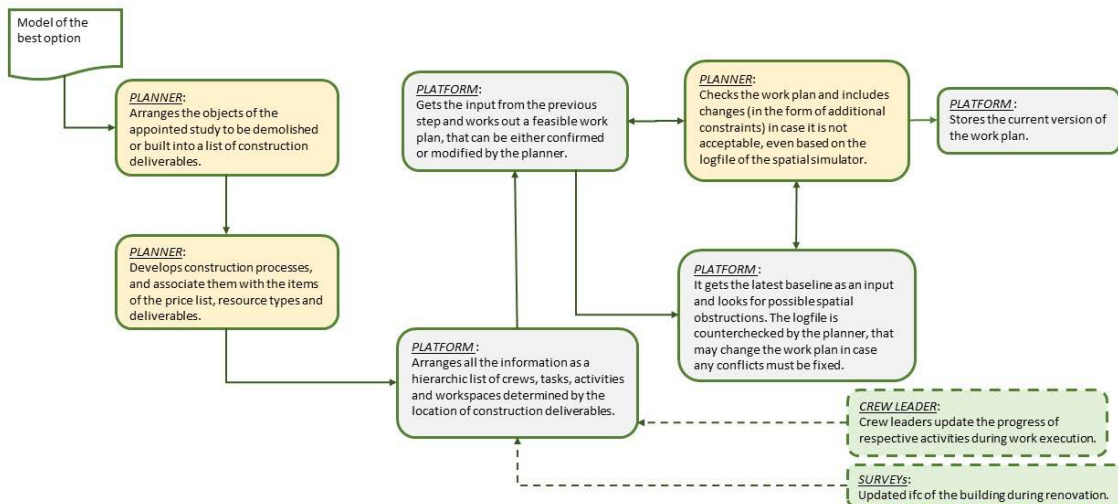 Model of the
best option
PLANNER:
Arranges the objects of the
appointed study to be demolished
or built into a list of construction
deliverables.
PLANNER:
Develops construction processes,
and associate them with the items
of the price list, resource types and
deliverables.
PLATFORM:
Gets the input from the previous
step and works out a feasible work
plan, that can be either confirmed
or modified by the planner.
PLATFORM :
Arranges all the information as a
hierarchic list of crews, tasks, activities
and workspaces determined by the
location of construction deliverables.
PLANNER:
Checks the work plan and includes
changes (in the form of additional
constraints) in case it is not
acceptable, even based on the
logfile of the spatial simulator.
PLATFORM :
Stores the current version of
the work plan.
PLATFORM :
It gets the latest baseline as an input
and looks for possible spatial
obstructions. The logfile is
counterchecked by the planner, that
may change the work plan in case
any conflicts must be fixed.
CREW LEADER:
Crew leaders update the progress of
respective activities during work execution.
SURVEYs:
Updated ifc of the building during renovation.